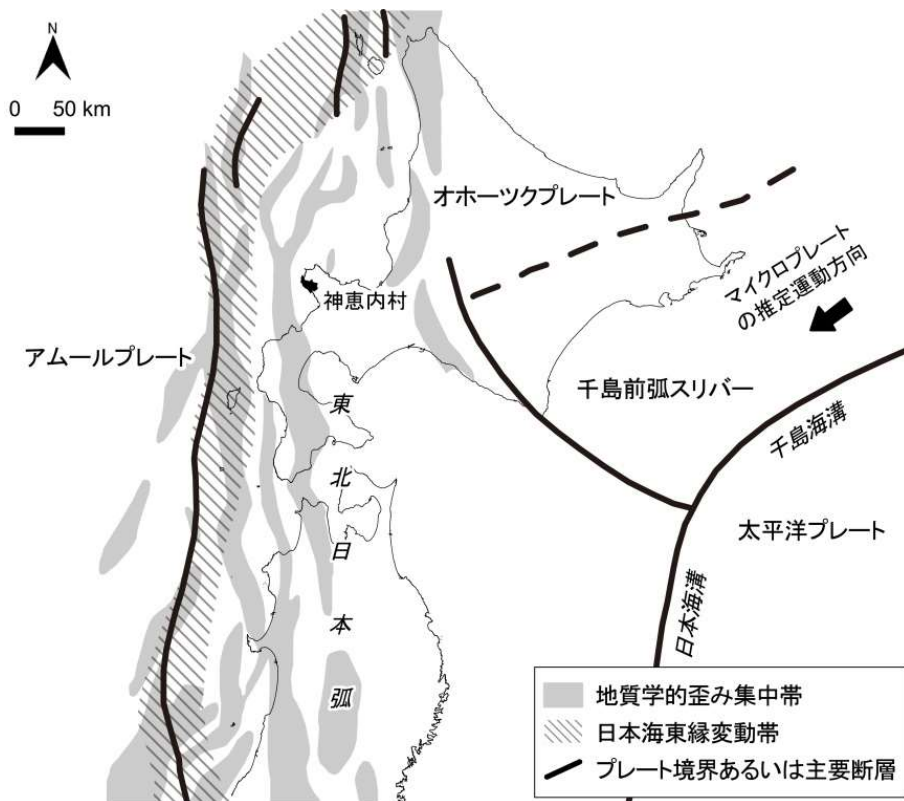 N
0 50 km
オホーツクプレート
マイクロプレート
の推定運動方向
神恵内村
アムールプレート
千島前弧スリバー
千島海溝
東北日本弧
太平洋プレート
日本海溝
地質学的歪み集中帯
日本海東縁変動帯
プレート境界あるいは主要断層